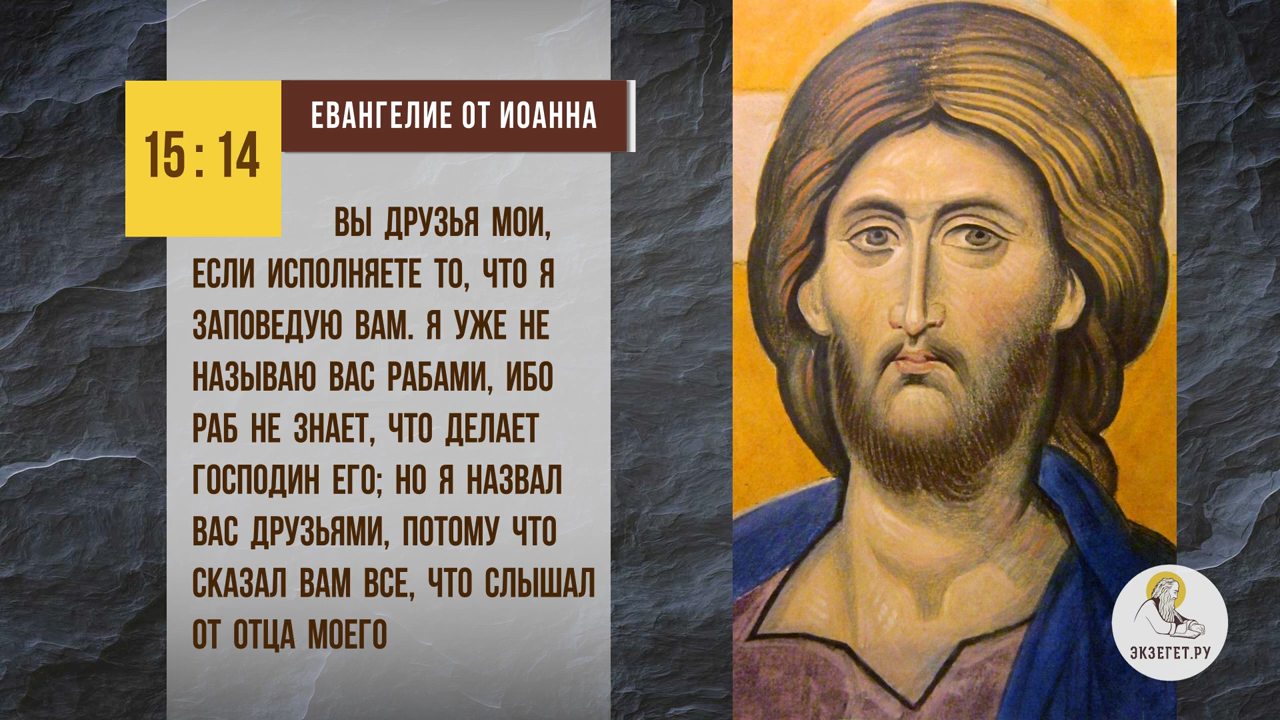 15 : 14
ЕВАНГЕЛИЕ ОТ ИОАННА
ВЫ ДРУЗЬЯ МОИ,
ЕСЛИ ИСПОЛНЯЕТЕ ТО, ЧТО Я
ЗАПОВЕДУЮ ВАМ. Я УЖЕ НЕ
НАЗЫВАЮ ВАС РАБАМИ, ИБО
РАБ НЕ ЗНАЕТ, ЧТО ДЕЛАЕТ
ГОСПОДИН ЕГО; НО Я НАЗВАЛ
ВАС ДРУЗЬЯМИ, ПОТОМУ ЧТО
СКАЗАЛ ВАМ ВСЕ, ЧТО СЛЫШАЛ
ОТ ОТЦА МОЕГО
ЭКЗЕГЕТ.РУ